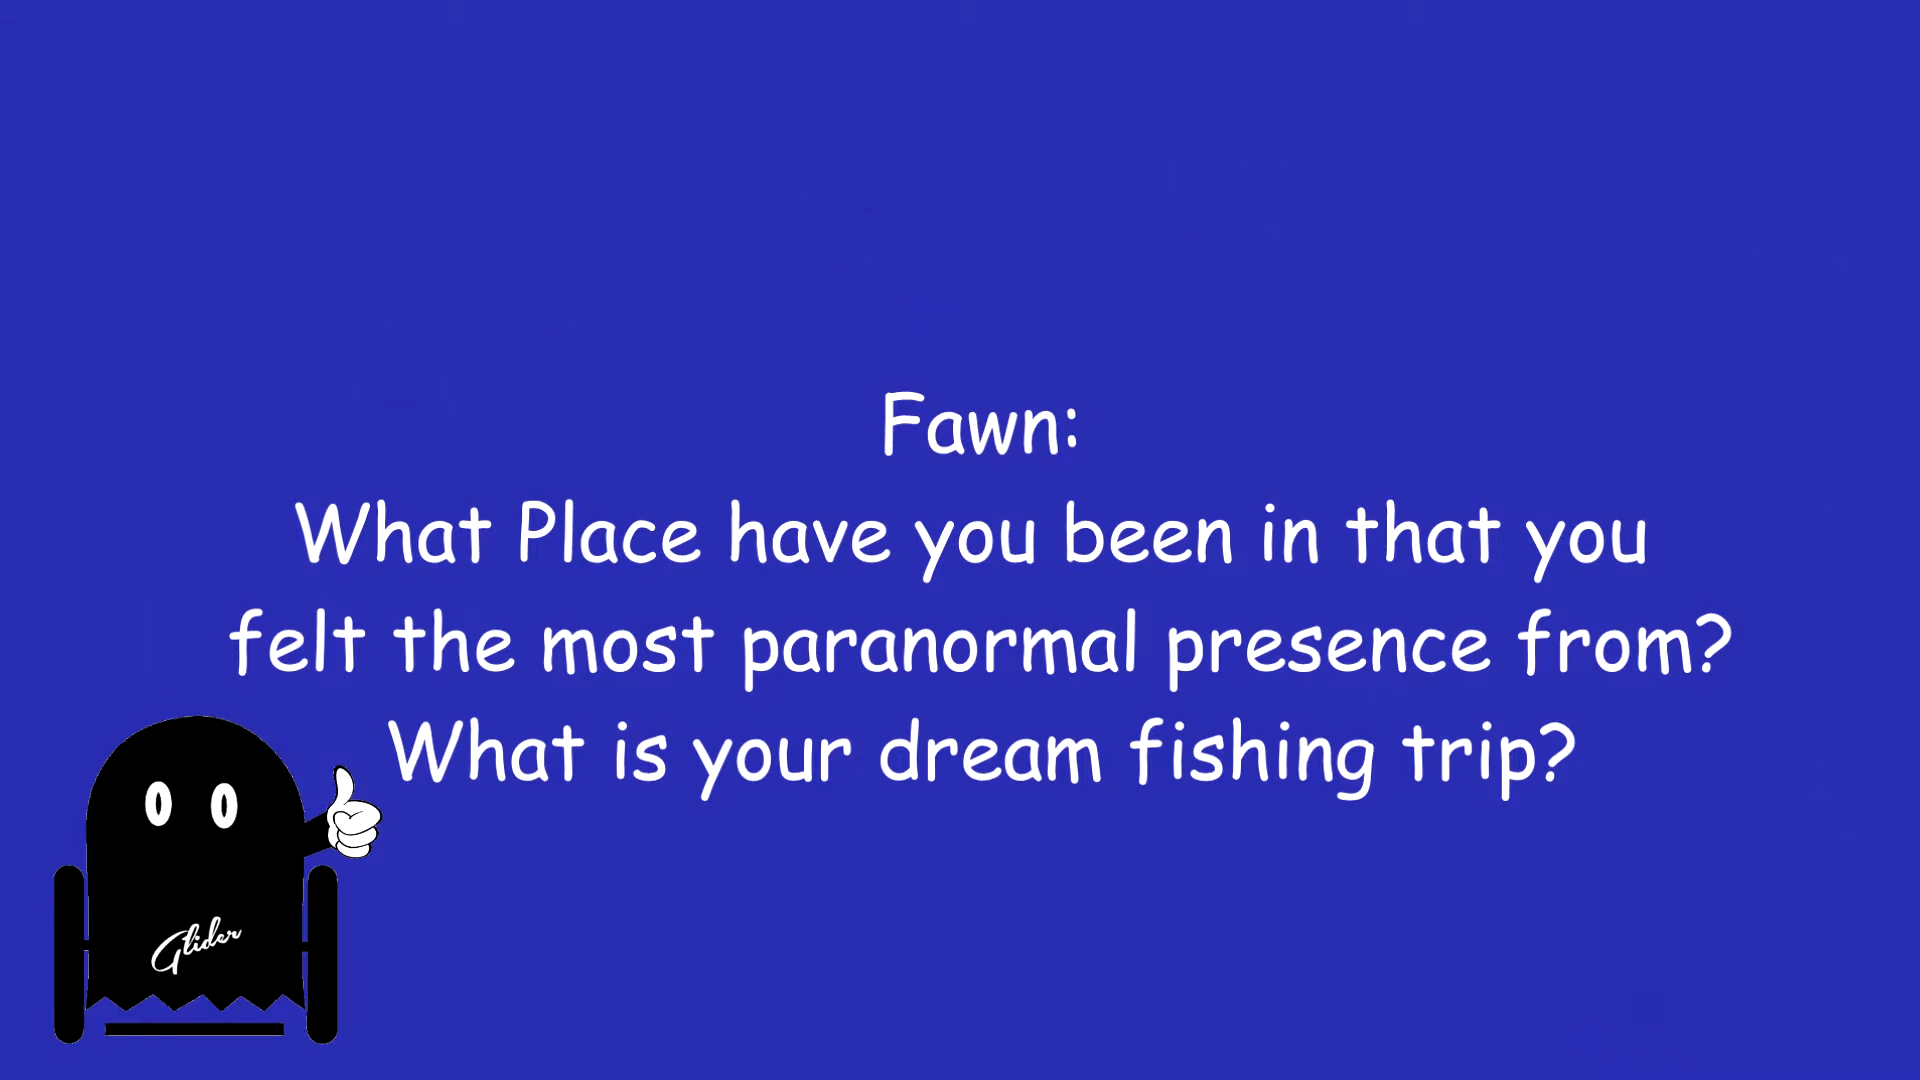 Fawn:
What Place have you been in that you
felt the most paranormal presence from?
What is your dream fishing trip?
Glider